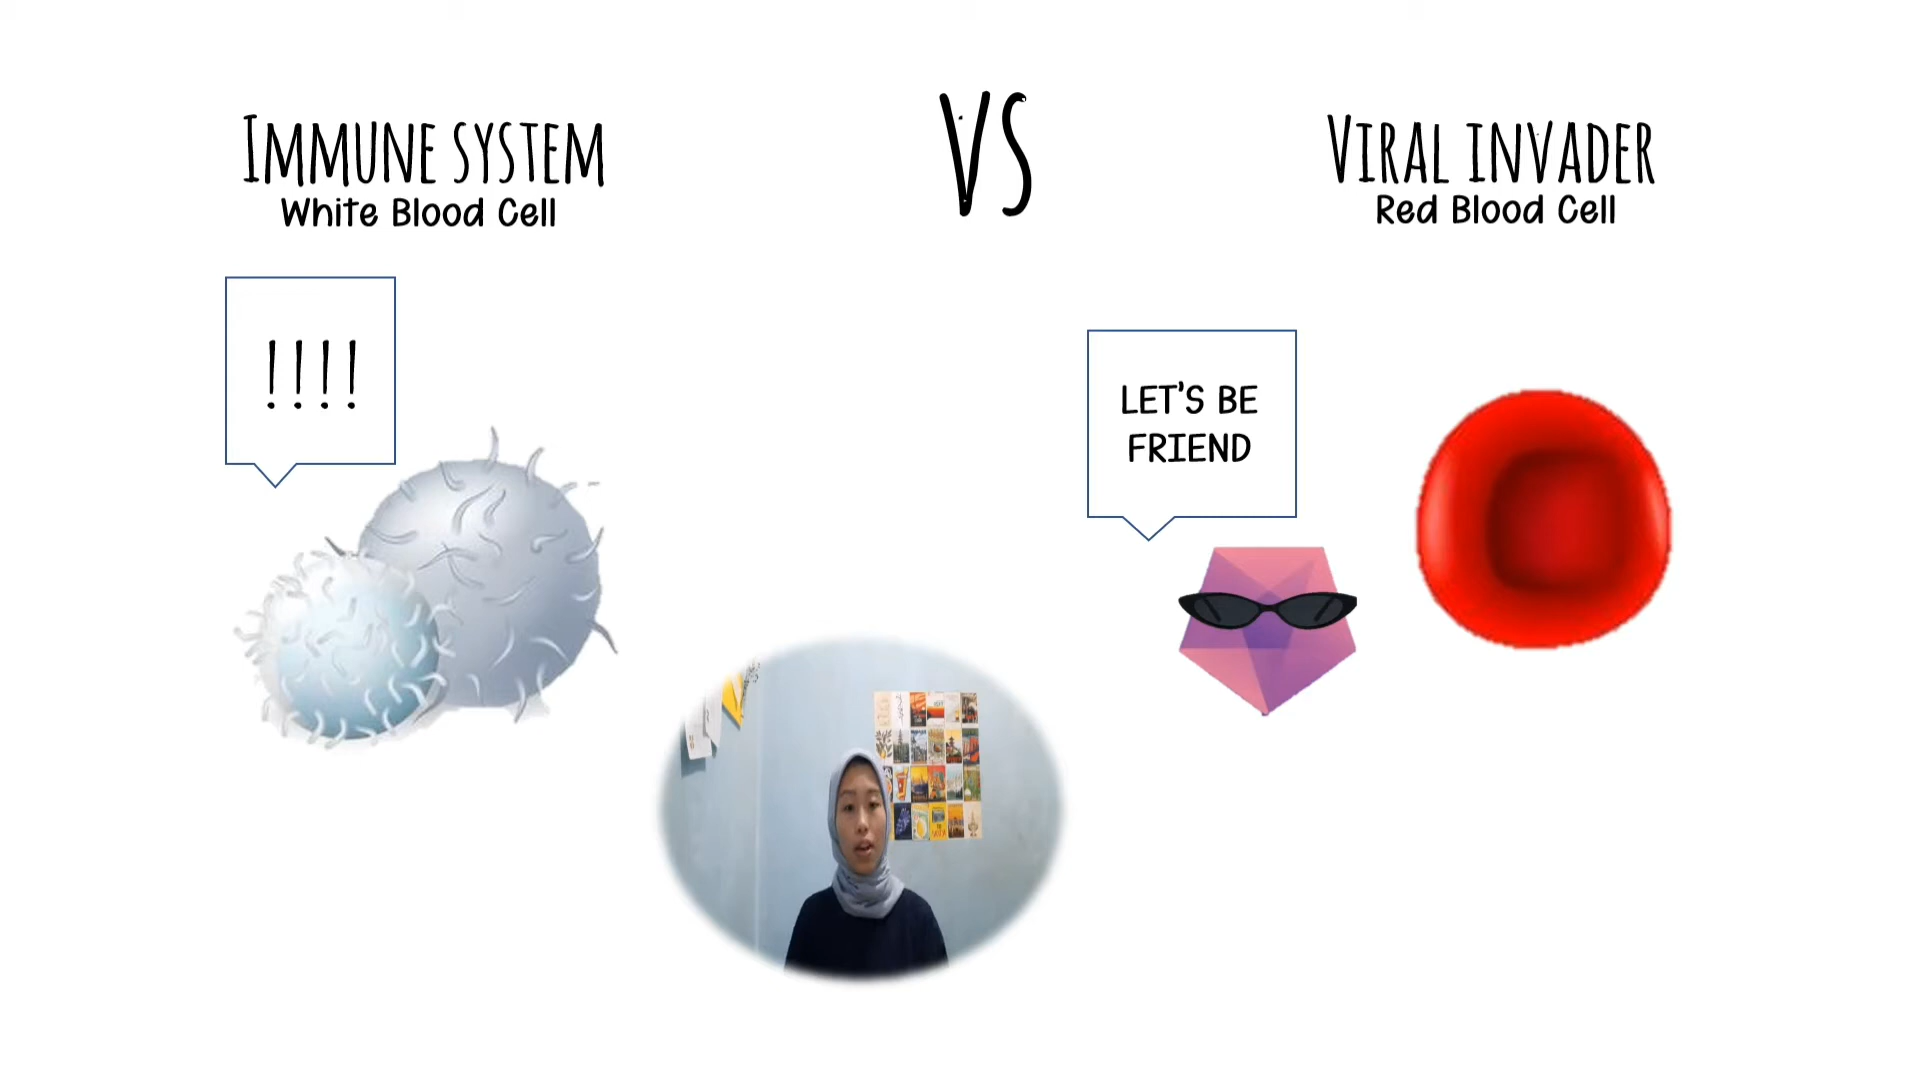 Immune system
White Blood Cell
VS
Viral invader
Red Blood Cell
!!!!
LET'S BE
FRIEND